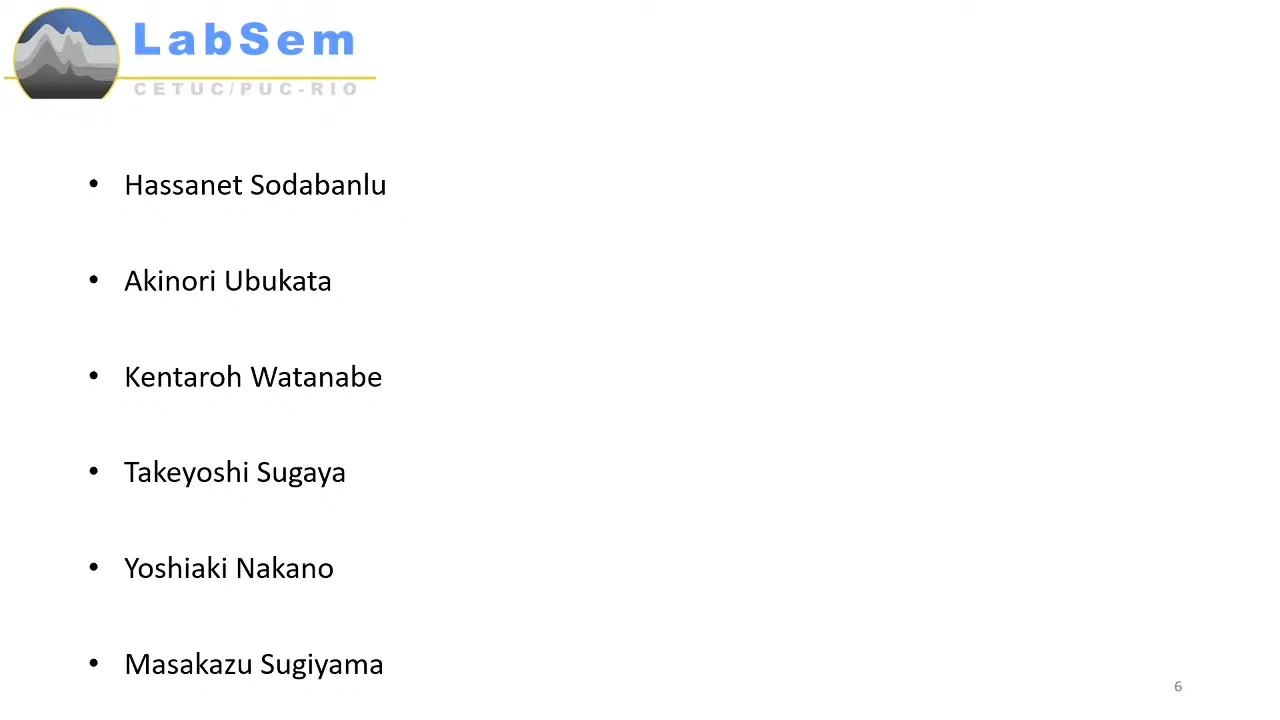 LabSem
CETUC/PUC-RIO
• Hassanet Sodabanlu
• Akinori Ubukata
• Kentaroh Watanabe
• Takeyoshi Sugaya
• Yoshiaki Nakano
• Masakazu Sugiyama
6